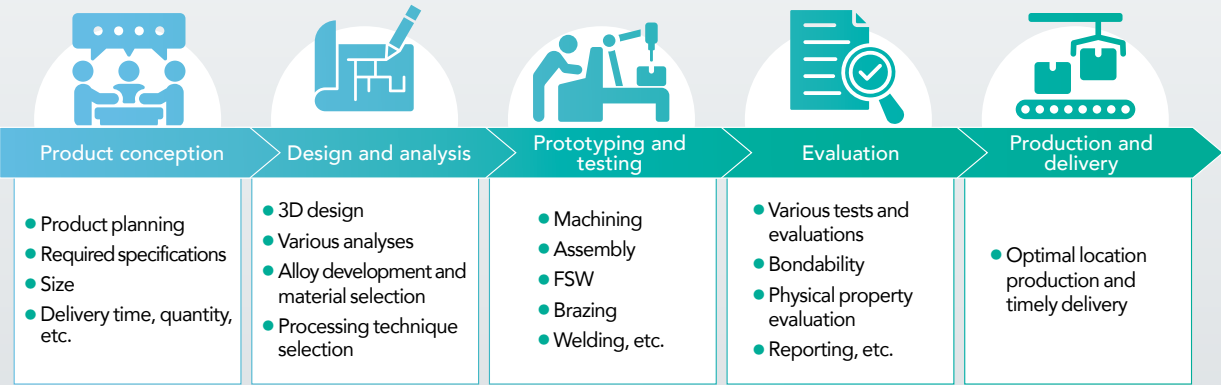 Product conception
Design and analysis
Prototyping and
testing
Evaluation
Production and
delivery
● Product planning
● Required specifications
● Size
● Delivery time, quantity,
etc.
● 3D design
● Various analyses
● Alloy development and
material selection
● Processing technique
selection
● Machining
● Assembly
● FSW
● Brazing
● Welding, etc.
● Various tests and
evaluations
● Bondability
● Physical property
evaluation
● Reporting, etc.
● Optimal location
production and
timely delivery